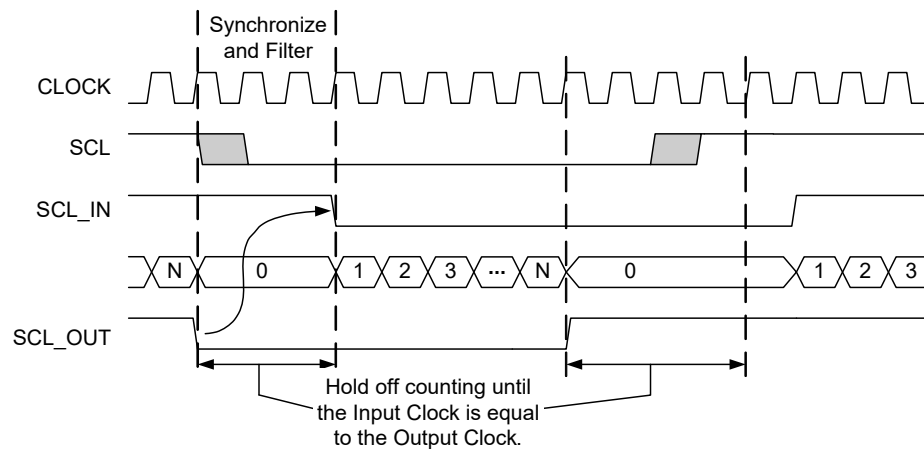 Synchronize
and Filter
CLOCK
SCL
SCL_IN
N 0 1 2 3 ... N 0 1 2 3
SCL_OUT
Hold off counting until
the Input Clock is equal
to the Output Clock.